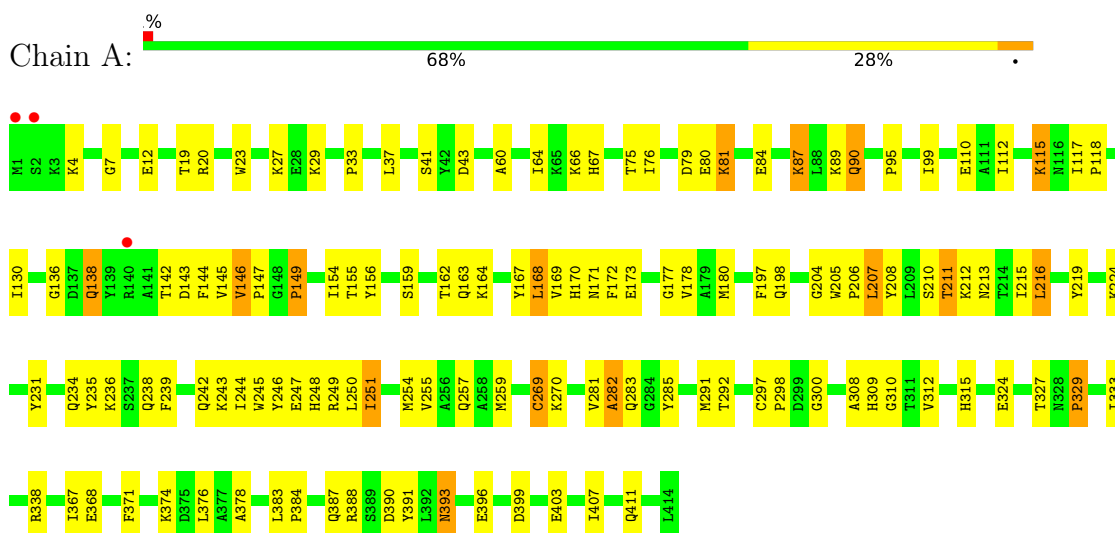 .%
Chain A:
68% 28% •
M1 S2 K3 K4 G7 E12 T19 R20 W23 K27 E28 K29 P33 L37 S41 Y42 D43 A60 I64 K65 K66 H67 T75 I76 D79 E80 K81 E84 K87 L88 K89 Q90 P95 I99 E110 A111 I112 K115 N116 I117 P118
I130 G136 D137 Q138 Y139 R140 A141 T142 D143 F144 V145 V146 P147 G148 P149 I154 T155 Y156 S159 T162 Q163 K164 Y167 L168 V169 H170 N171 F172 E173 G177 V178 A179 M180 F197 Q198 G204 W205 P206 L207 Y208 L209 S210 T211 K212 N213 T214 I215 L216 Y219 K224
Y231 Q234 Y235 K236 S237 Q238 F239 Q242 K243 I244 W245 Y246 E247 H248 R249 L250 I251 M254 V255 A256 Q257 A258 M259 C269 K270 V281 A282 Q283 G284 Y285 M291 T292 C297 P298 D299 G300 A308 H309 G310 T311 V312 H315 E324 T327 N328 P329 I333
R338 I367 E368 F371 K374 D375 L376 A377 A378 L383 P384 Q387 R388 S389 D390 Y391 L392 N393 E396 D399 E403 I407 Q411 L414